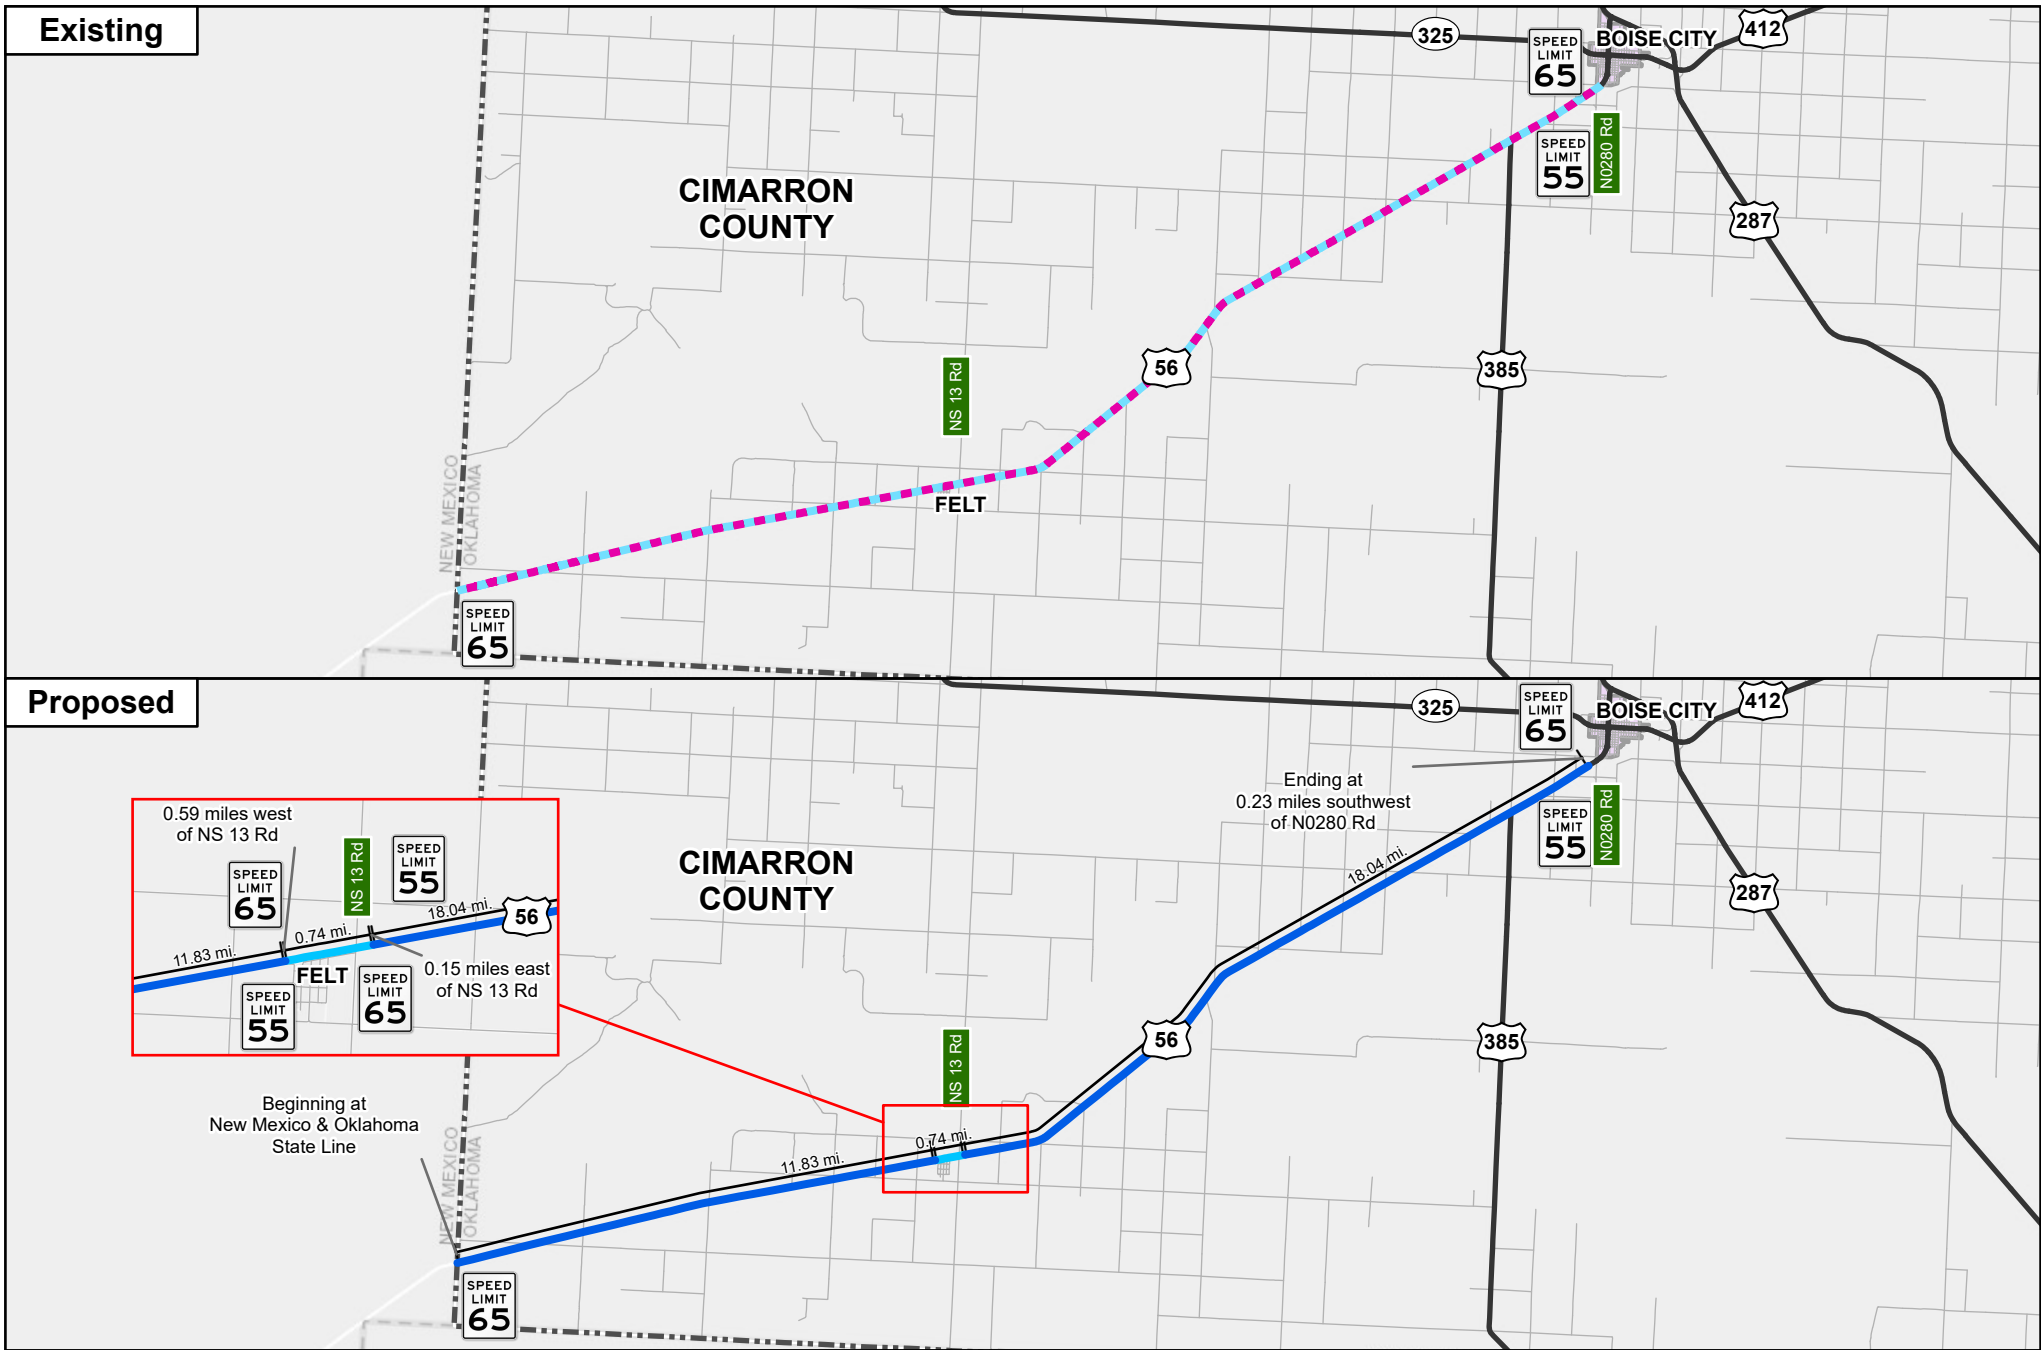 Existing
325
SPEED
LIMIT
65
BOISE CITY
412
SPEED
LIMIT
55
N0280 Rd
CIMARRON
COUNTY
287
NS 13 Rd
56
385
NEW MEXICO
OKLAHOMA
FELT
SPEED
LIMIT
65
Proposed
325
SPEED
LIMIT
65
BOISE CITY
412
Ending at
0.23 miles southwest
of N0280 Rd
SPEED
LIMIT
55
N0280 Rd
18.04 mi.
CIMARRON
COUNTY
287
0.59 miles west
of NS 13 Rd
SPEED
LIMIT
65
NS 13 Rd
SPEED
LIMIT
55
11.83 mi.
0.74 mi.
18.04 mi.
56
FELT
SPEED
LIMIT
55
SPEED
LIMIT
65
0.15 miles east
of NS 13 Rd
NS 13 Rd
56
385
Beginning at
New Mexico & Oklahoma
State Line
NEW MEXICO
OKLAHOMA
11.83 mi.
0.74 mi.
SPEED
LIMIT
65